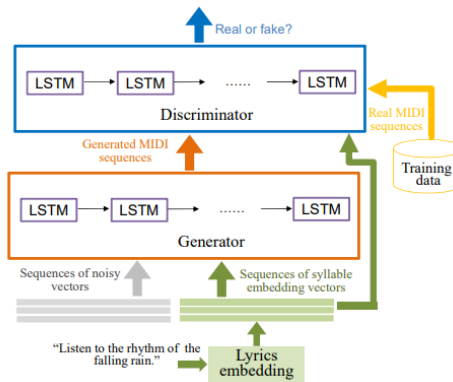 Real or fake?
LSTM LSTM ...... LSTM
Discriminator
Generated MIDI
sequences
Real MIDI
sequences
Training
data
LSTM LSTM ...... LSTM
Generator
Sequences of noisy
vectors
Sequences of syllable
embedding vectors
“Listen to the rhythm of the
falling rain.”
Lyrics
embedding